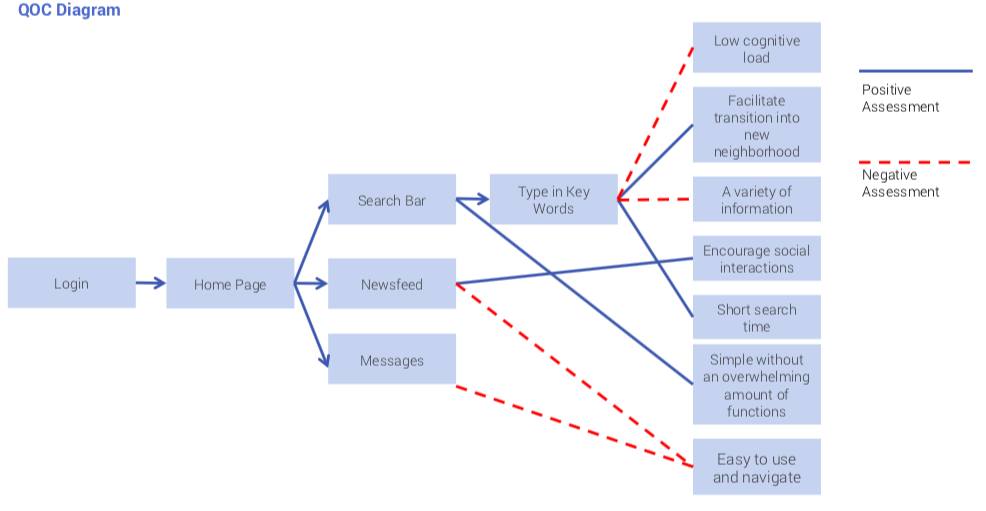 QOC Diagram
Low cognitive
load
Facilitate
transition into
new
neighborhood
A variety of
information
Encourage social
interactions
Short search
time
Simple without
an overwhelming
amount of
functions
Easy to use
and navigate
Type in Key
Words
Search Bar
Newsfeed
Messages
Home Page
Login
Positive
Assessment
Negative
Assessment